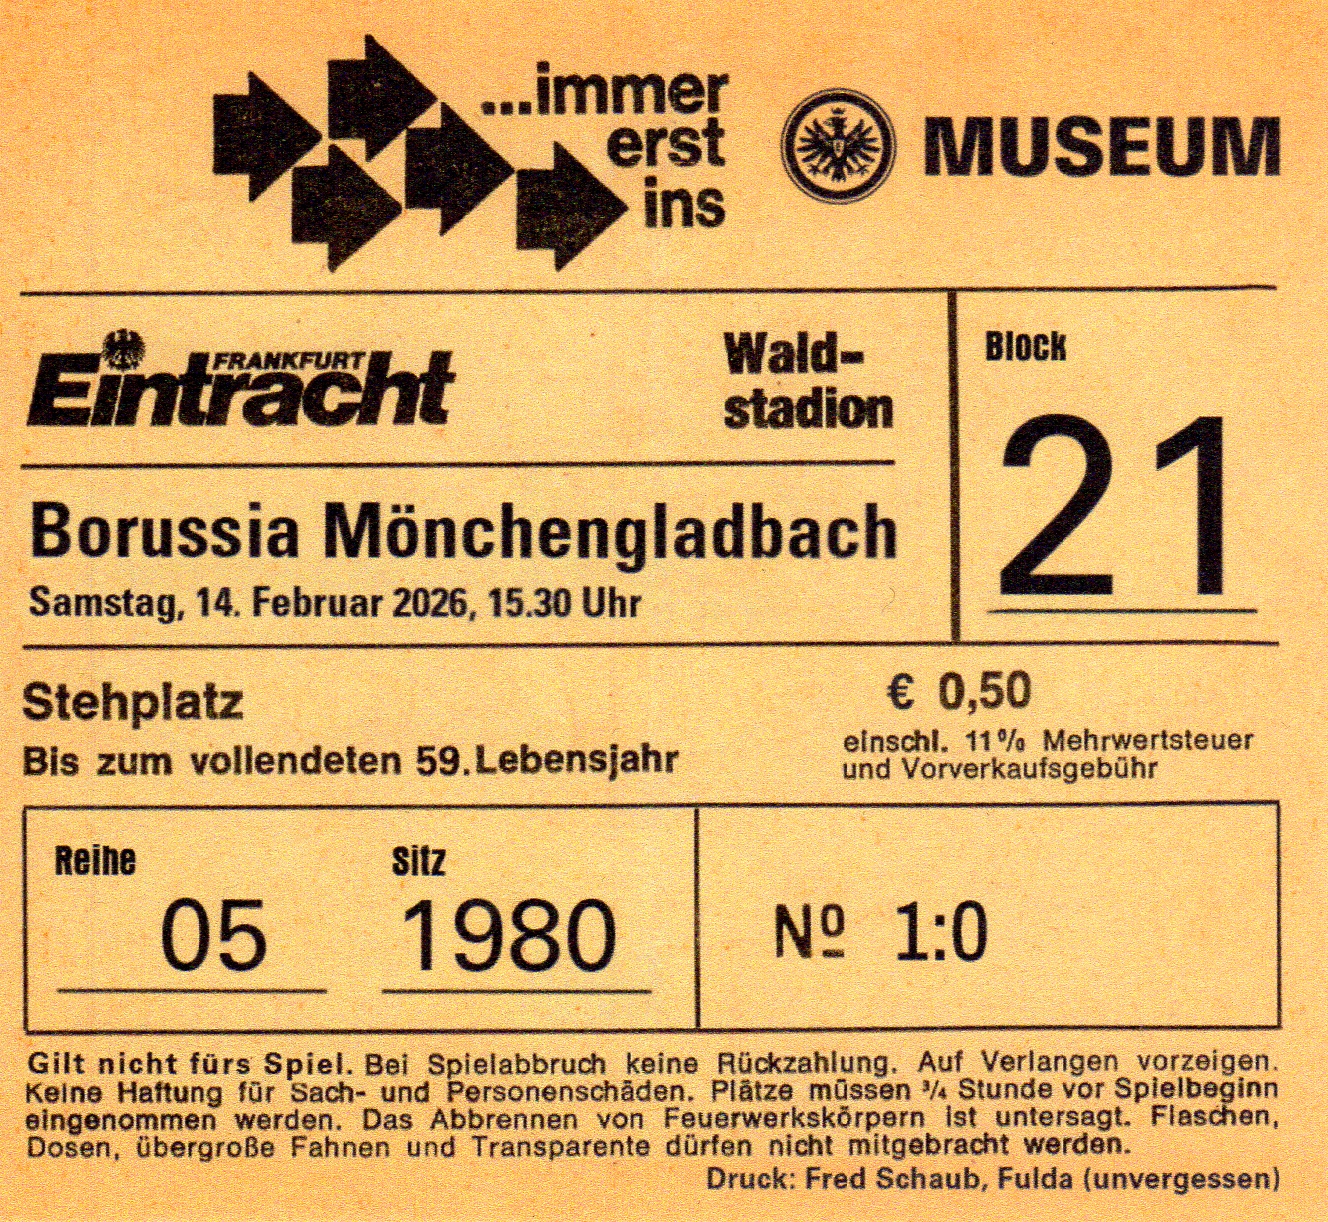 ...immer
erst
ins
MUSEUM
Eintracht
FRANKFURT
Wald-
stadion
Block
21
Borussia Mönchengladbach
Samstag, 14. Februar 2026, 15.30 Uhr
Stehplatz
€ 0,50
Bis zum vollendeten 59. Lebensjahr
einschl. 11% Mehrwertsteuer
und Vorverkaufsgebühr
Reihe
05
Sitz
1980
Nº 1:0
Gilt nicht fürs Spiel. Bei Spielabbruch keine Rückzahlung. Auf Verlangen vorzeigen.
Keine Haftung für Sach- und Personenschäden. Plätze müssen ¾ Stunde vor Spielbeginn
eingenommen werden. Das Abbrennen von Feuerwerkskörpern ist untersagt. Flaschen,
Dosen, übergroße Fahnen und Transparente dürfen nicht mitgebracht werden.
Druck: Fred Schaub, Fulda (unvergessen)